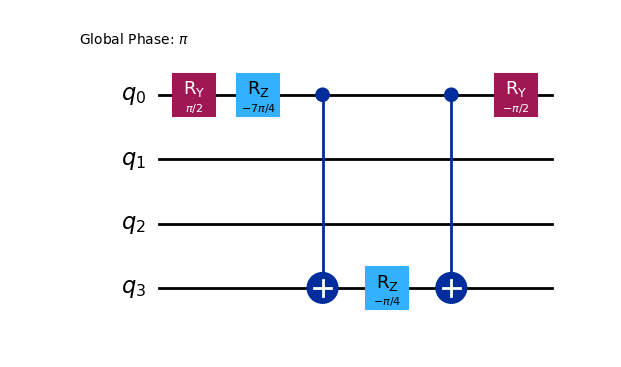 Global Phase: π
q0 RY π/2 RZ −7π/4 RY −π/2
q1
q2
q3 RZ −π/4